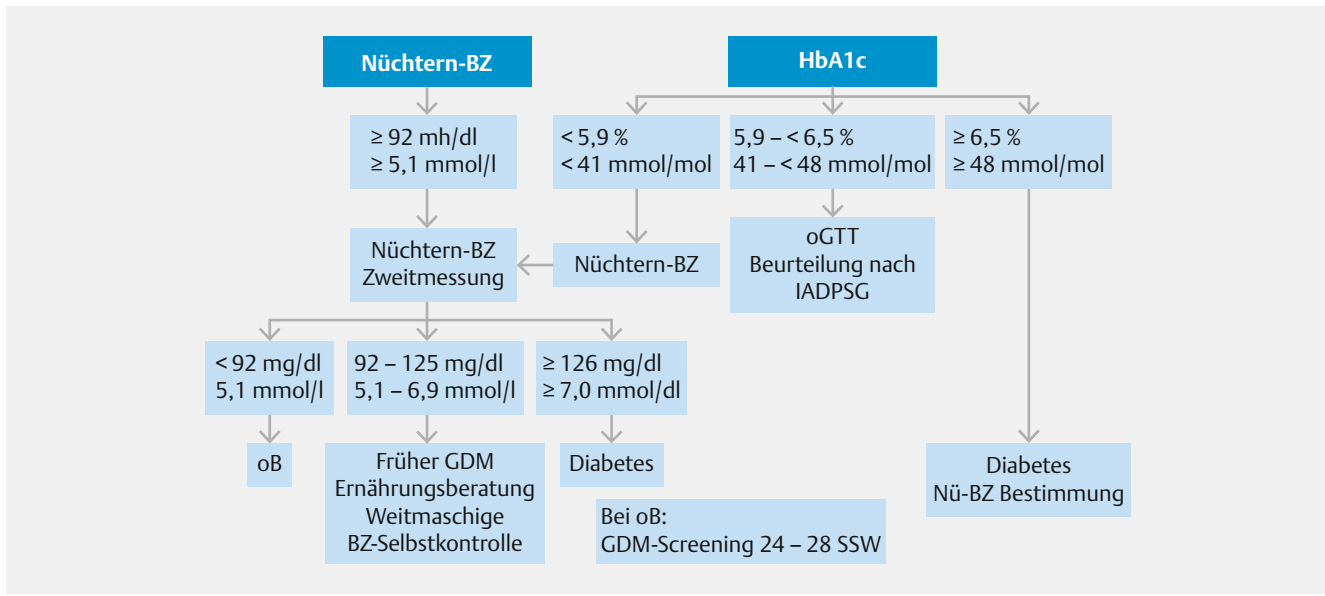 Nüchtern-BZ
HbA1c
≥ 92 mh/dl
≥ 5,1 mmol/l
< 5,9 %
< 41 mmol/mol
5,9 – < 6,5 %
41 – < 48 mmol/mol
≥ 6,5 %
≥ 48 mmol/mol
Nüchtern-BZ
Zweitmessung
Nüchtern-BZ
oGTT
Beurteilung nach
IADPSG
< 92 mg/dl
5,1 mmol/l
92 – 125 mg/dl
5,1 – 6,9 mmol/l
≥ 126 mg/dl
≥ 7,0 mmol/dl
oB
Früher GDM
Ernährungsberatung
Weitmaschige
BZ-Selbstkontrolle
Diabetes
Diabetes
Nü-BZ Bestimmung
Bei oB:
GDM-Screening 24 – 28 SSW